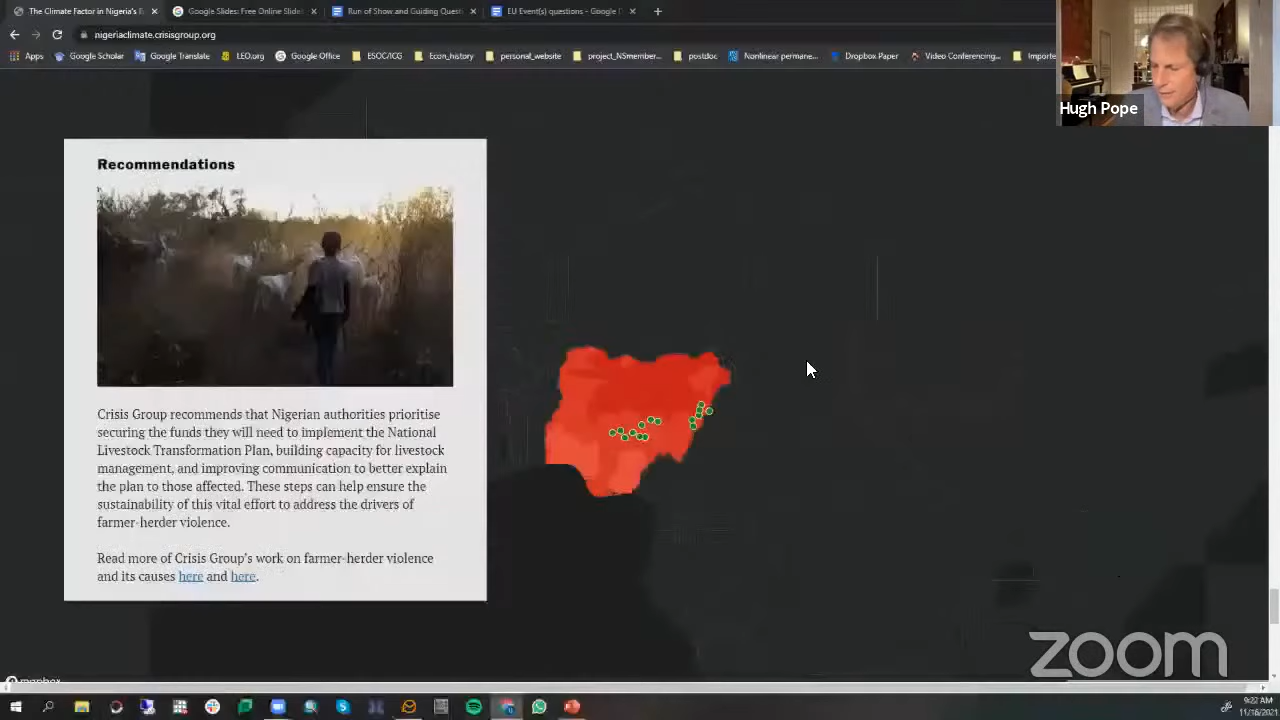 The Climate Factor in Nigeria's
Google Slides: Free Online Slide
Run of Show and Guiding Quest
EU Event(s) questions - Google
nigeriaclimate.crisisgroup.org
Apps
Google Scholar
Google Translate
LEO.org
Google Office
ESOC/ICG
Econ_history
personal_website
project_NSmember...
postdoc
Nonlinear permane...
Dropbox Paper
Video Conferencing...
Importe
Hugh Pope
Recommendations
Crisis Group recommends that Nigerian authorities prioritise
securing the funds they will need to implement the National
Livestock Transformation Plan, building capacity for livestock
management, and improving communication to better explain
the plan to those affected. These steps can help ensure the
sustainability of this vital effort to address the drivers of
farmer-herder violence.
Read more of Crisis Group's work on farmer-herder violence
and its causes here and here.
zoom
mapbox
9:22 AM
11/16/2021